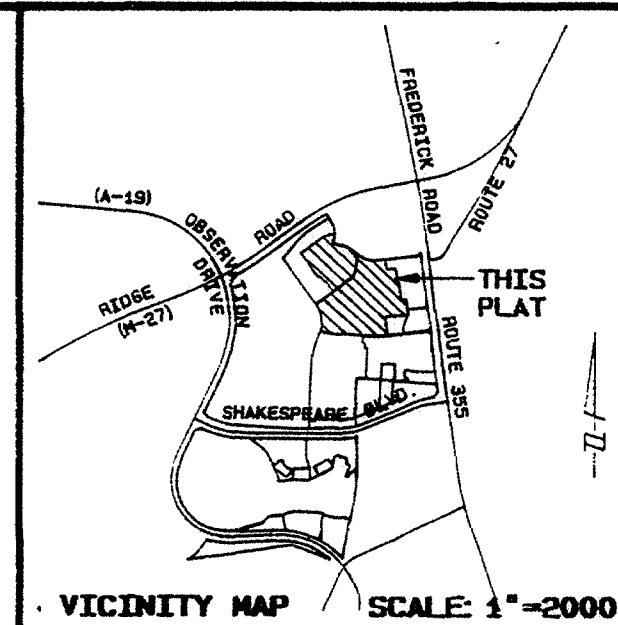 FREDERICK ROAD
ROUTE 27
(A-19)
OBSERVATION
DRIVE
ROAD
RIDGE
(M-27)
THIS
PLAT
ROUTE 355
SHAKESPEARE BLVD.
N
VICINITY MAP SCALE: 1"=2000